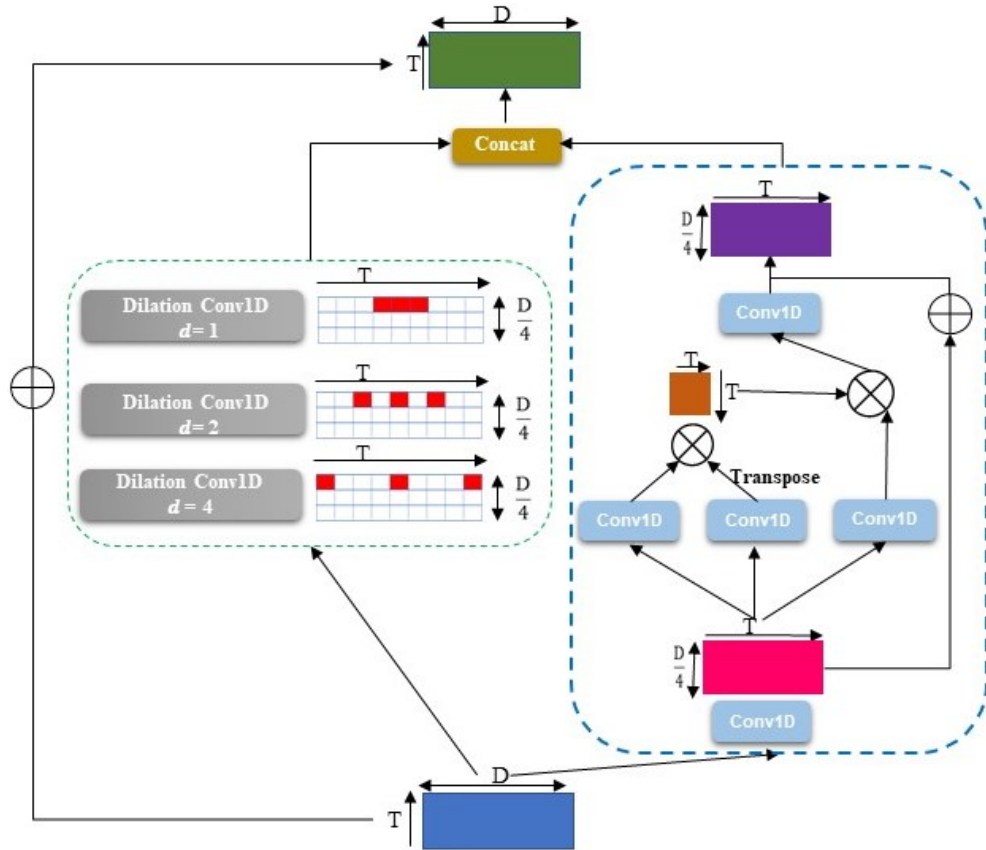 D
T
Concat
T
D
4
T
Dilation Conv1D
d= 1
D
4
Conv1D
T
T
T
Dilation Conv1D
d= 2
D
4
T
Transpose
Dilation Conv1D
d = 4
D
4
Conv1D
Conv1D
Conv1D
T
D
4
Conv1D
D
T